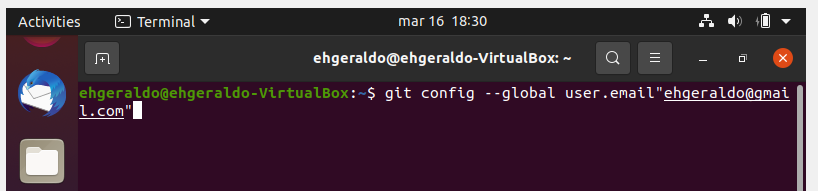 Activities
Terminal
mar 16 18:30
ehgeraldo@ehgeraldo-VirtualBox: ~
ehgeraldo@ehgeraldo-VirtualBox:~$ git config --global user.email"ehgeraldo@gmai
l.com"